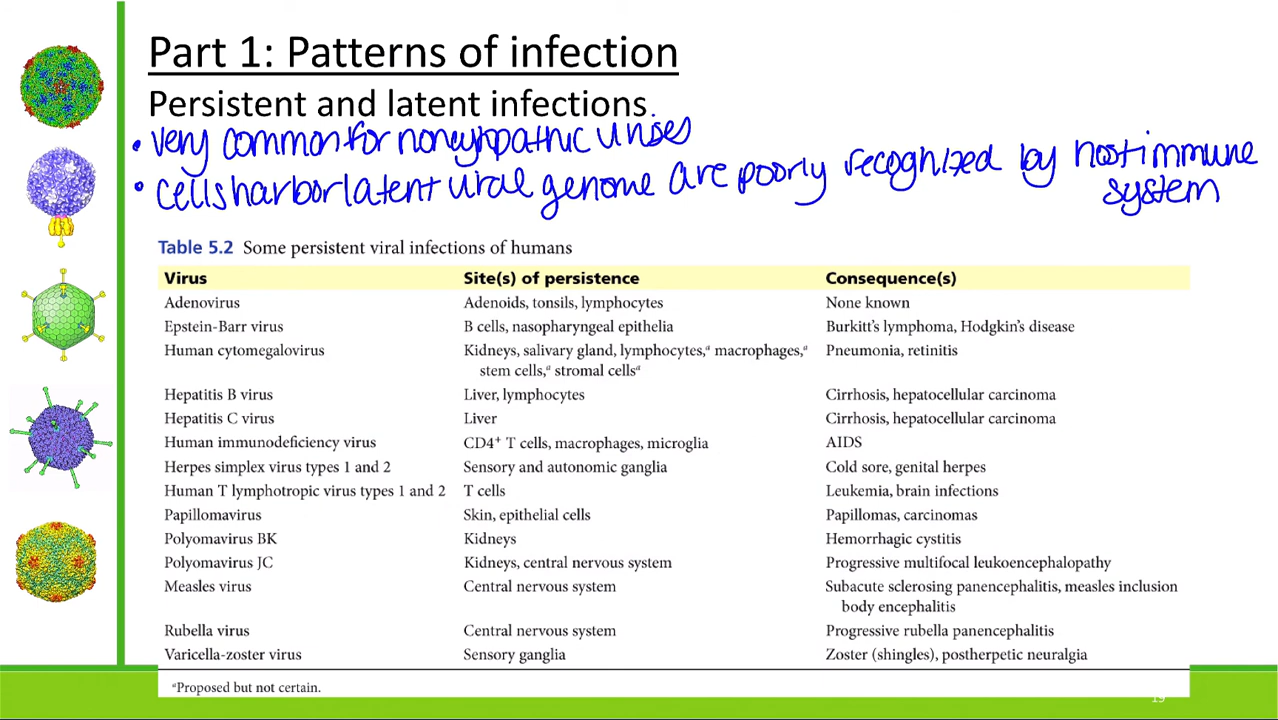 Part 1: Patterns of infection
Persistent and latent infections.
• very common for noncytopathic viruses
• cells harbor latent viral genome are poorly recognized by host immune
system
Table 5.2 Some persistent viral infections of humans
Virus Site(s) of persistence Consequence(s)
Adenovirus Adenoids, tonsils, lymphocytes None known
Epstein-Barr virus B cells, nasopharyngeal epithelia Burkitt's lymphoma, Hodgkin's disease
Human cytomegalovirus Kidneys, salivary gland, lymphocytes,ᵃ macrophages,ᵃ Pneumonia, retinitis
stem cells,ᵃ stromal cellsᵃ
Hepatitis B virus Liver, lymphocytes Cirrhosis, hepatocellular carcinoma
Hepatitis C virus Liver Cirrhosis, hepatocellular carcinoma
Human immunodeficiency virus CD4⁺ T cells, macrophages, microglia AIDS
Herpes simplex virus types 1 and 2 Sensory and autonomic ganglia Cold sore, genital herpes
Human T lymphotropic virus types 1 and 2 T cells Leukemia, brain infections
Papillomavirus Skin, epithelial cells Papillomas, carcinomas
Polyomavirus BK Kidneys Hemorrhagic cystitis
Polyomavirus JC Kidneys, central nervous system Progressive multifocal leukoencephalopathy
Measles virus Central nervous system Subacute sclerosing panencephalitis, measles inclusion
body encephalitis
Rubella virus Central nervous system Progressive rubella panencephalitis
Varicella-zoster virus Sensory ganglia Zoster (shingles), postherpetic neuralgia
ᵃProposed but not certain.